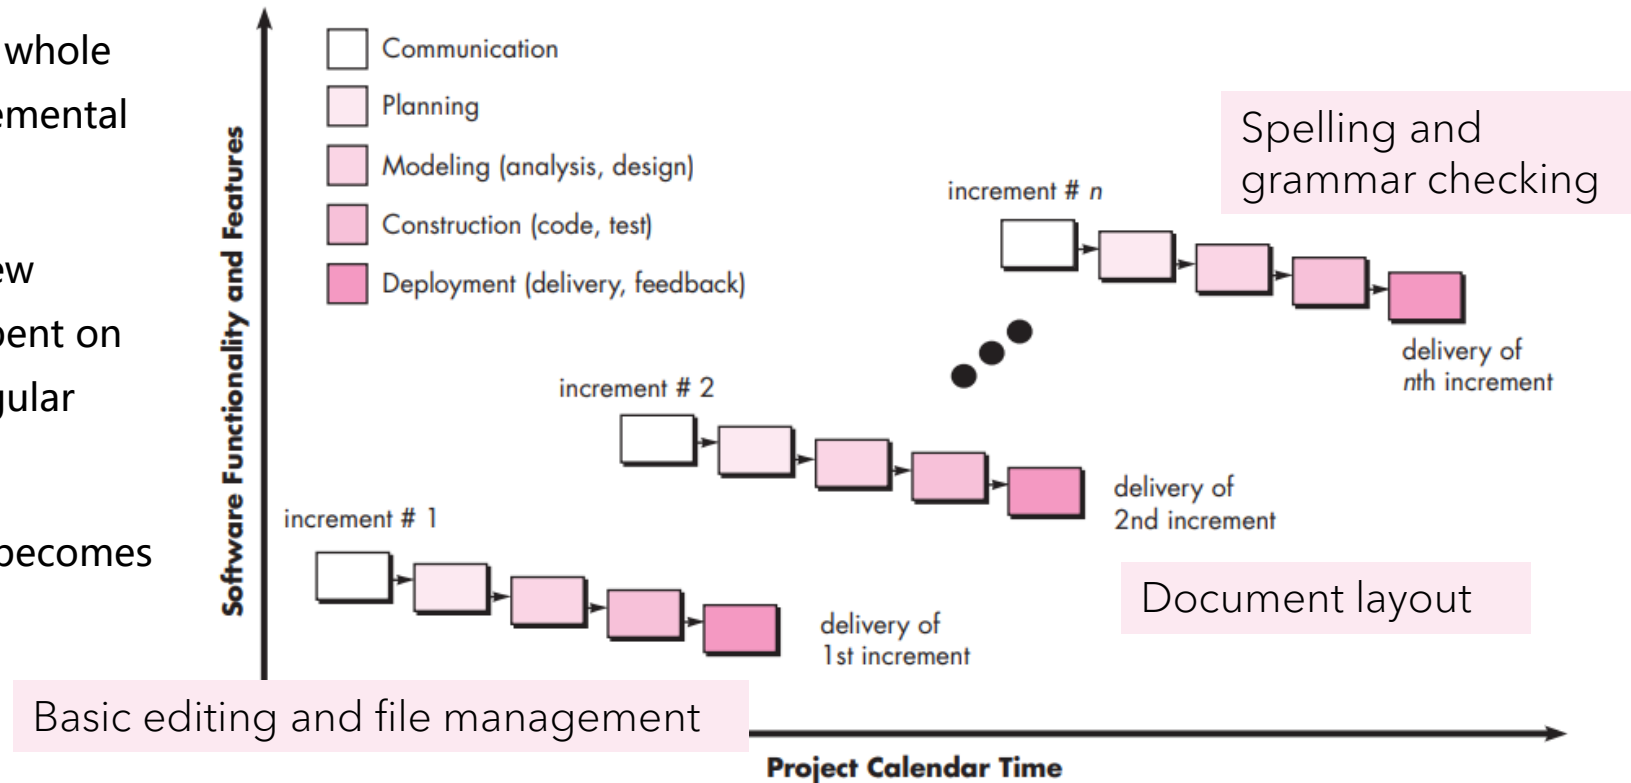 whole
emental
ew
pent on
gular
becomes
Software Functionality and Features
Communication
Planning
Modeling (analysis, design)
Construction (code, test)
Deployment (delivery, feedback)
increment # n
Spelling and
grammar checking
delivery of
nth increment
increment # 2
delivery of
2nd increment
Document layout
increment # 1
delivery of
1st increment
Basic editing and file management
Project Calendar Time